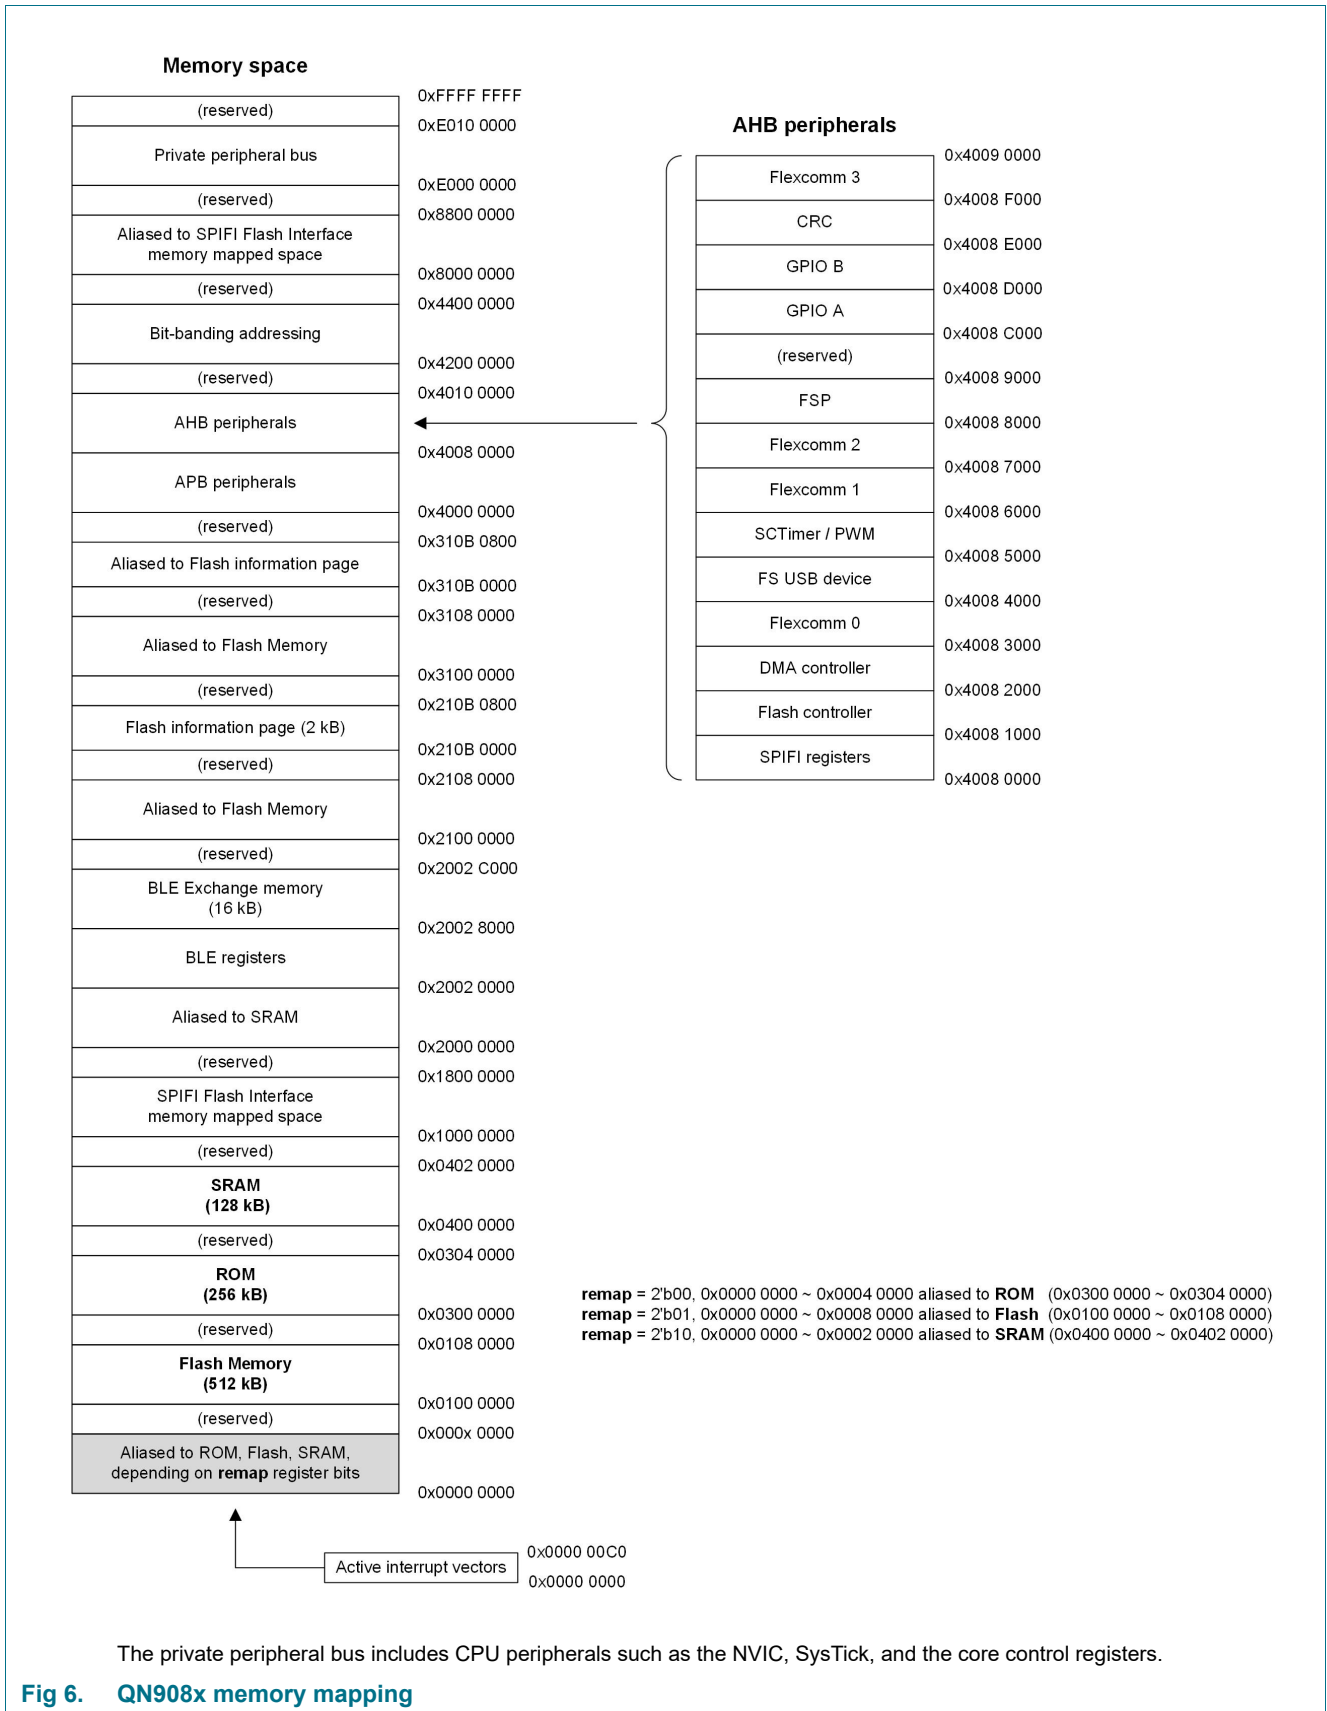 Memory space
0xFFFF FFFF
(reserved)
0xE010 0000
Private peripheral bus
0xE000 0000
(reserved)
0x8800 0000
Aliased to SPIFI Flash Interface
memory mapped space
0x8000 0000
(reserved)
0x4400 0000
Bit-banding addressing
0x4200 0000
(reserved)
0x4010 0000
AHB peripherals
0x4008 0000
APB peripherals
0x4000 0000
(reserved)
0x310B 0800
Aliased to Flash information page
0x310B 0000
(reserved)
0x3108 0000
Aliased to Flash Memory
0x3100 0000
(reserved)
0x210B 0800
Flash information page (2 kB)
0x210B 0000
(reserved)
0x2108 0000
Aliased to Flash Memory
0x2100 0000
(reserved)
0x2002 C000
BLE Exchange memory
(16 kB)
0x2002 8000
BLE registers
0x2002 0000
Aliased to SRAM
0x2000 0000
(reserved)
0x1800 0000
SPIFI Flash Interface
memory mapped space
0x1000 0000
(reserved)
0x0402 0000
SRAM
(128 kB)
0x0400 0000
(reserved)
0x0304 0000
ROM
(256 kB)
0x0300 0000
(reserved)
0x0108 0000
Flash Memory
(512 kB)
0x0100 0000
(reserved)
0x000x 0000
Aliased to ROM, Flash, SRAM,
depending on remap register bits
0x0000 0000
Active interrupt vectors
0x0000 00C0
0x0000 0000
AHB peripherals
0x4009 0000
Flexcomm 3
0x4008 F000
CRC
0x4008 E000
GPIO B
0x4008 D000
GPIO A
0x4008 C000
(reserved)
0x4008 9000
FSP
0x4008 8000
Flexcomm 2
0x4008 7000
Flexcomm 1
0x4008 6000
SCTimer / PWM
0x4008 5000
FS USB device
0x4008 4000
Flexcomm 0
0x4008 3000
DMA controller
0x4008 2000
Flash controller
0x4008 1000
SPIFI registers
0x4008 0000
remap = 2'b00, 0x0000 0000 ~ 0x0004 0000 aliased to ROM (0x0300 0000 ~ 0x0304 0000)
remap = 2'b01, 0x0000 0000 ~ 0x0008 0000 aliased to Flash (0x0100 0000 ~ 0x0108 0000)
remap = 2'b10, 0x0000 0000 ~ 0x0002 0000 aliased to SRAM (0x0400 0000 ~ 0x0402 0000)
The private peripheral bus includes CPU peripherals such as the NVIC, SysTick, and the core control registers.
Fig 6. QN908x memory mapping